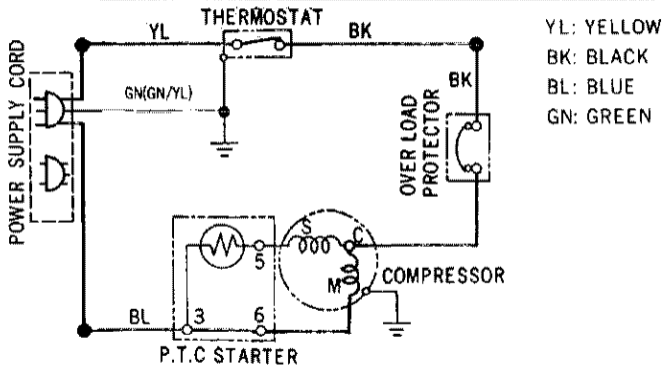 THERMOSTAT
YL
BK
YL: YELLOW
BK: BLACK
BL: BLUE
GN: GREEN
BK
GN(GN/YL)
POWER SUPPLY CORD
OVER LOAD
PROTECTOR
S
C
5
M
COMPRESSOR
BL
3
6
P.T.C STARTER